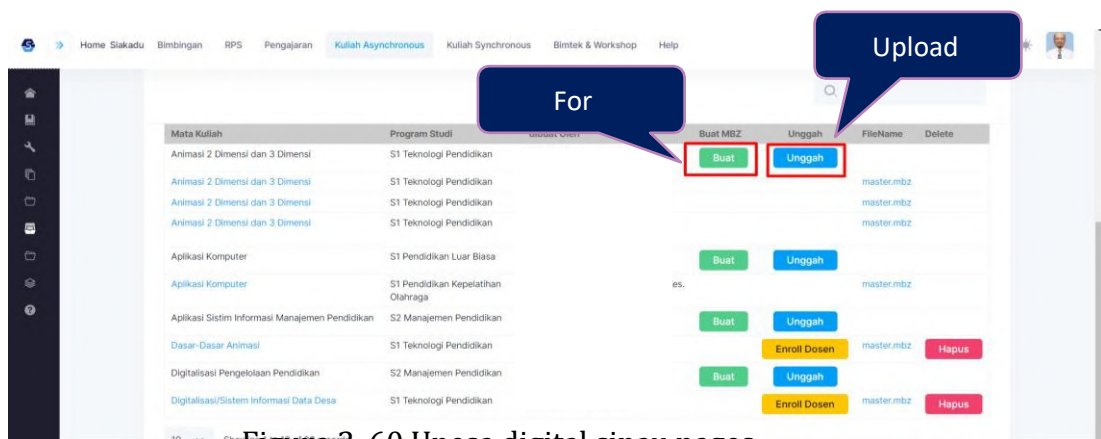 Upload
Home Siakadu Bimbingan RPS Pengajaran Kuliah Asynchronous Kuliah Synchronous Bimtek & Workshop Help
For
Mata Kuliah Program Studi Buat MBZ Unggah FileName Delete
Animasi 2 Dimensi dan 3 Dimensi S1 Teknologi Pendidikan Buat Unggah
Animasi 2 Dimensi dan 3 Dimensi S1 Teknologi Pendidikan master.mbz
Animasi 2 Dimensi dan 3 Dimensi S1 Teknologi Pendidikan master.mbz
Animasi 2 Dimensi dan 3 Dimensi S1 Teknologi Pendidikan master.mbz
Aplikasi Komputer S1 Pendidikan Luar Biasa Buat Unggah
Aplikasi Komputer S1 Pendidikan Kepelatihan es. master.mbz
Olahraga
Aplikasi Sistim Informasi Manajemen Pendidikan S2 Manajemen Pendidikan Buat Unggah
Dasar-Dasar Animasi S1 Teknologi Pendidikan Enroll Dosen master.mbz Hapus
Digitalisasi Pengelolaan Pendidikan S2 Manajemen Pendidikan Buat Unggah
Digitalisasi/Sistem Informasi Data Desa S1 Teknologi Pendidikan Enroll Dosen master.mbz Hapus